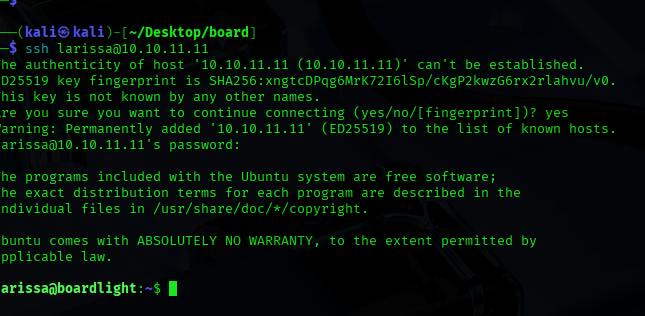 $
──(kali㉿kali)-[~/Desktop/board]
─$ ssh larissa@10.10.11.11
he authenticity of host '10.10.11.11 (10.10.11.11)' can't be established.
D25519 key fingerprint is SHA256:xngtcDPqg6MrK72I6lSp/cKgP2kwzG6rx2rlahvu/v0.
his key is not known by any other names.
re you sure you want to continue connecting (yes/no/[fingerprint])? yes
arning: Permanently added '10.10.11.11' (ED25519) to the list of known hosts.
arissa@10.10.11.11's password:
he programs included with the Ubuntu system are free software;
he exact distribution terms for each program are described in the
ndividual files in /usr/share/doc/*/copyright.
buntu comes with ABSOLUTELY NO WARRANTY, to the extent permitted by
pplicable law.
arissa@boardlight:~$